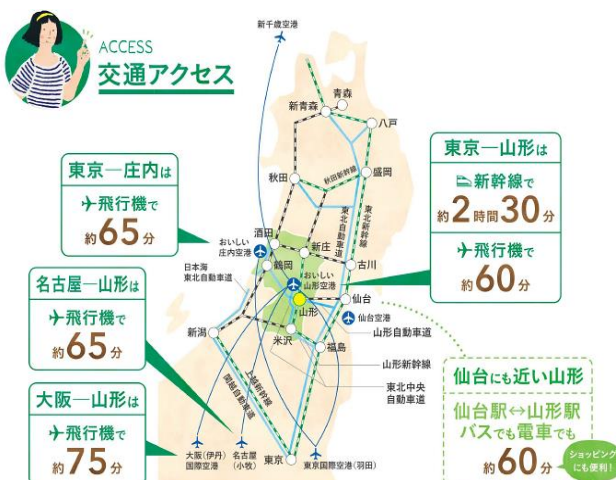 ACCESS
交通アクセス
新千歳空港
青森
新青森
八戸
秋田
秋田新幹線
盛岡
東北自動車道
東北新幹線
東京―庄内は
飛行機で
約65分
東京―山形は
新幹線で
約2時間30分
飛行機で
約60分
酒田
おいしい
庄内空港
新庄
鶴岡
古川
日本海
東北自動車道
おいしい
山形空港
山形
仙台
仙台空港
名古屋―山形は
飛行機で
約65分
新潟
米沢
福島
山形自動車道
山形新幹線
東北中央
自動車道
上越新幹線
関越自動車道
大阪―山形は
飛行機で
約75分
大阪(伊丹)
国際空港
名古屋
(小牧)
東京
東京国際空港(羽田)
仙台にも近い山形
仙台駅↔山形駅
バスでも電車でも
約60分
ショッピング
にも便利!